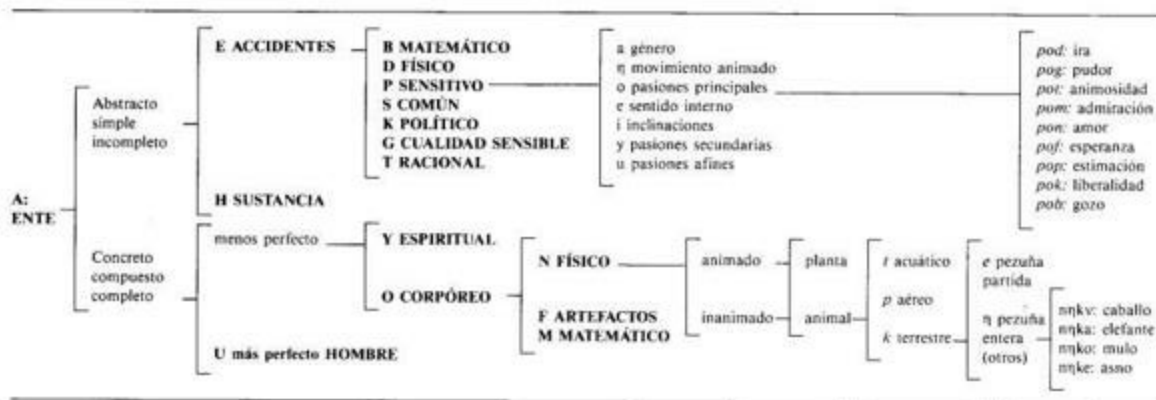 A:
ENTE
Abstracto
simple
incompleto
E ACCIDENTES
H SUSTANCIA
B MATEMÁTICO
D FÍSICO
P SENSITIVO
S COMÚN
K POLÍTICO
G CUALIDAD SENSIBLE
T RACIONAL
a género
η movimiento animado
o pasiones principales
e sentido interno
i inclinaciones
y pasiones secundarias
u pasiones afines
pod: ira
pog: pudor
pot: animosidad
pom: admiración
pon: amor
pof: esperanza
pop: estimación
pok: liberalidad
pob: gozo
Concreto
compuesto
completo
menos perfecto
U más perfecto HOMBRE
Y ESPIRITUAL
O CORPÓREO
N FÍSICO
F ARTEFACTOS
M MATEMÁTICO
animado
inanimado
planta
animal
t acuático
p aéreo
k terrestre
e pezuña
partida
η pezuña
entera
(otros)
nηkv: caballo
nηka: elefante
nηko: mulo
nηke: asno